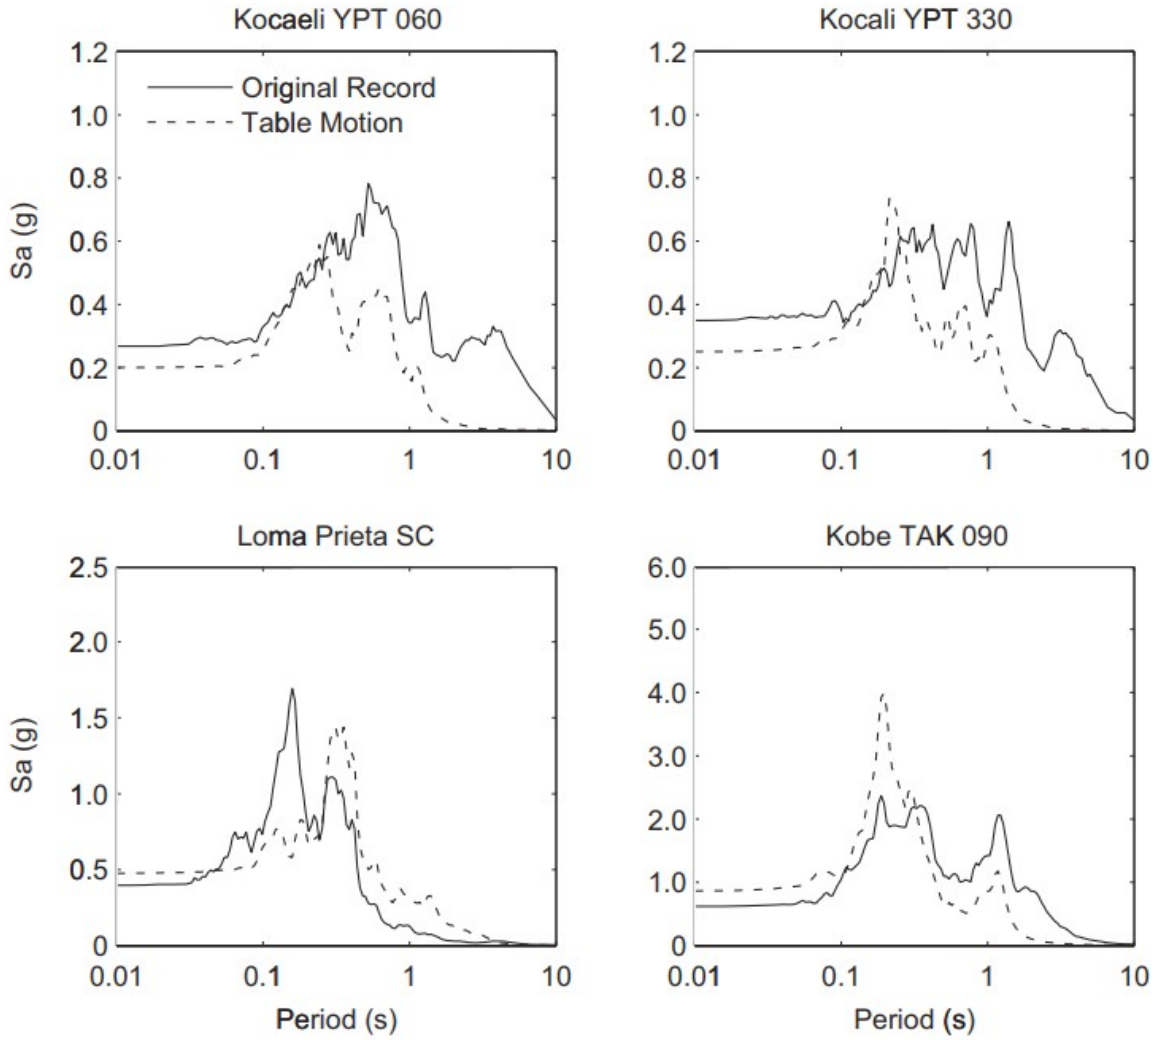 Kocaeli YPT 060
Kocali YPT 330
1.2
1.0
0.8
0.6
0.4
0.2
0
Sa (g)
Original Record
Table Motion
0.01 0.1 1 10
1.2
1.0
0.8
0.6
0.4
0.2
0
0.01 0.1 1 10
Loma Prieta SC
Kobe TAK 090
2.5
2.0
1.5
1.0
0.5
0
Sa (g)
0.01 0.1 1 10
Period (s)
6.0
5.0
4.0
3.0
2.0
1.0
0
0.01 0.1 1 10
Period (s)